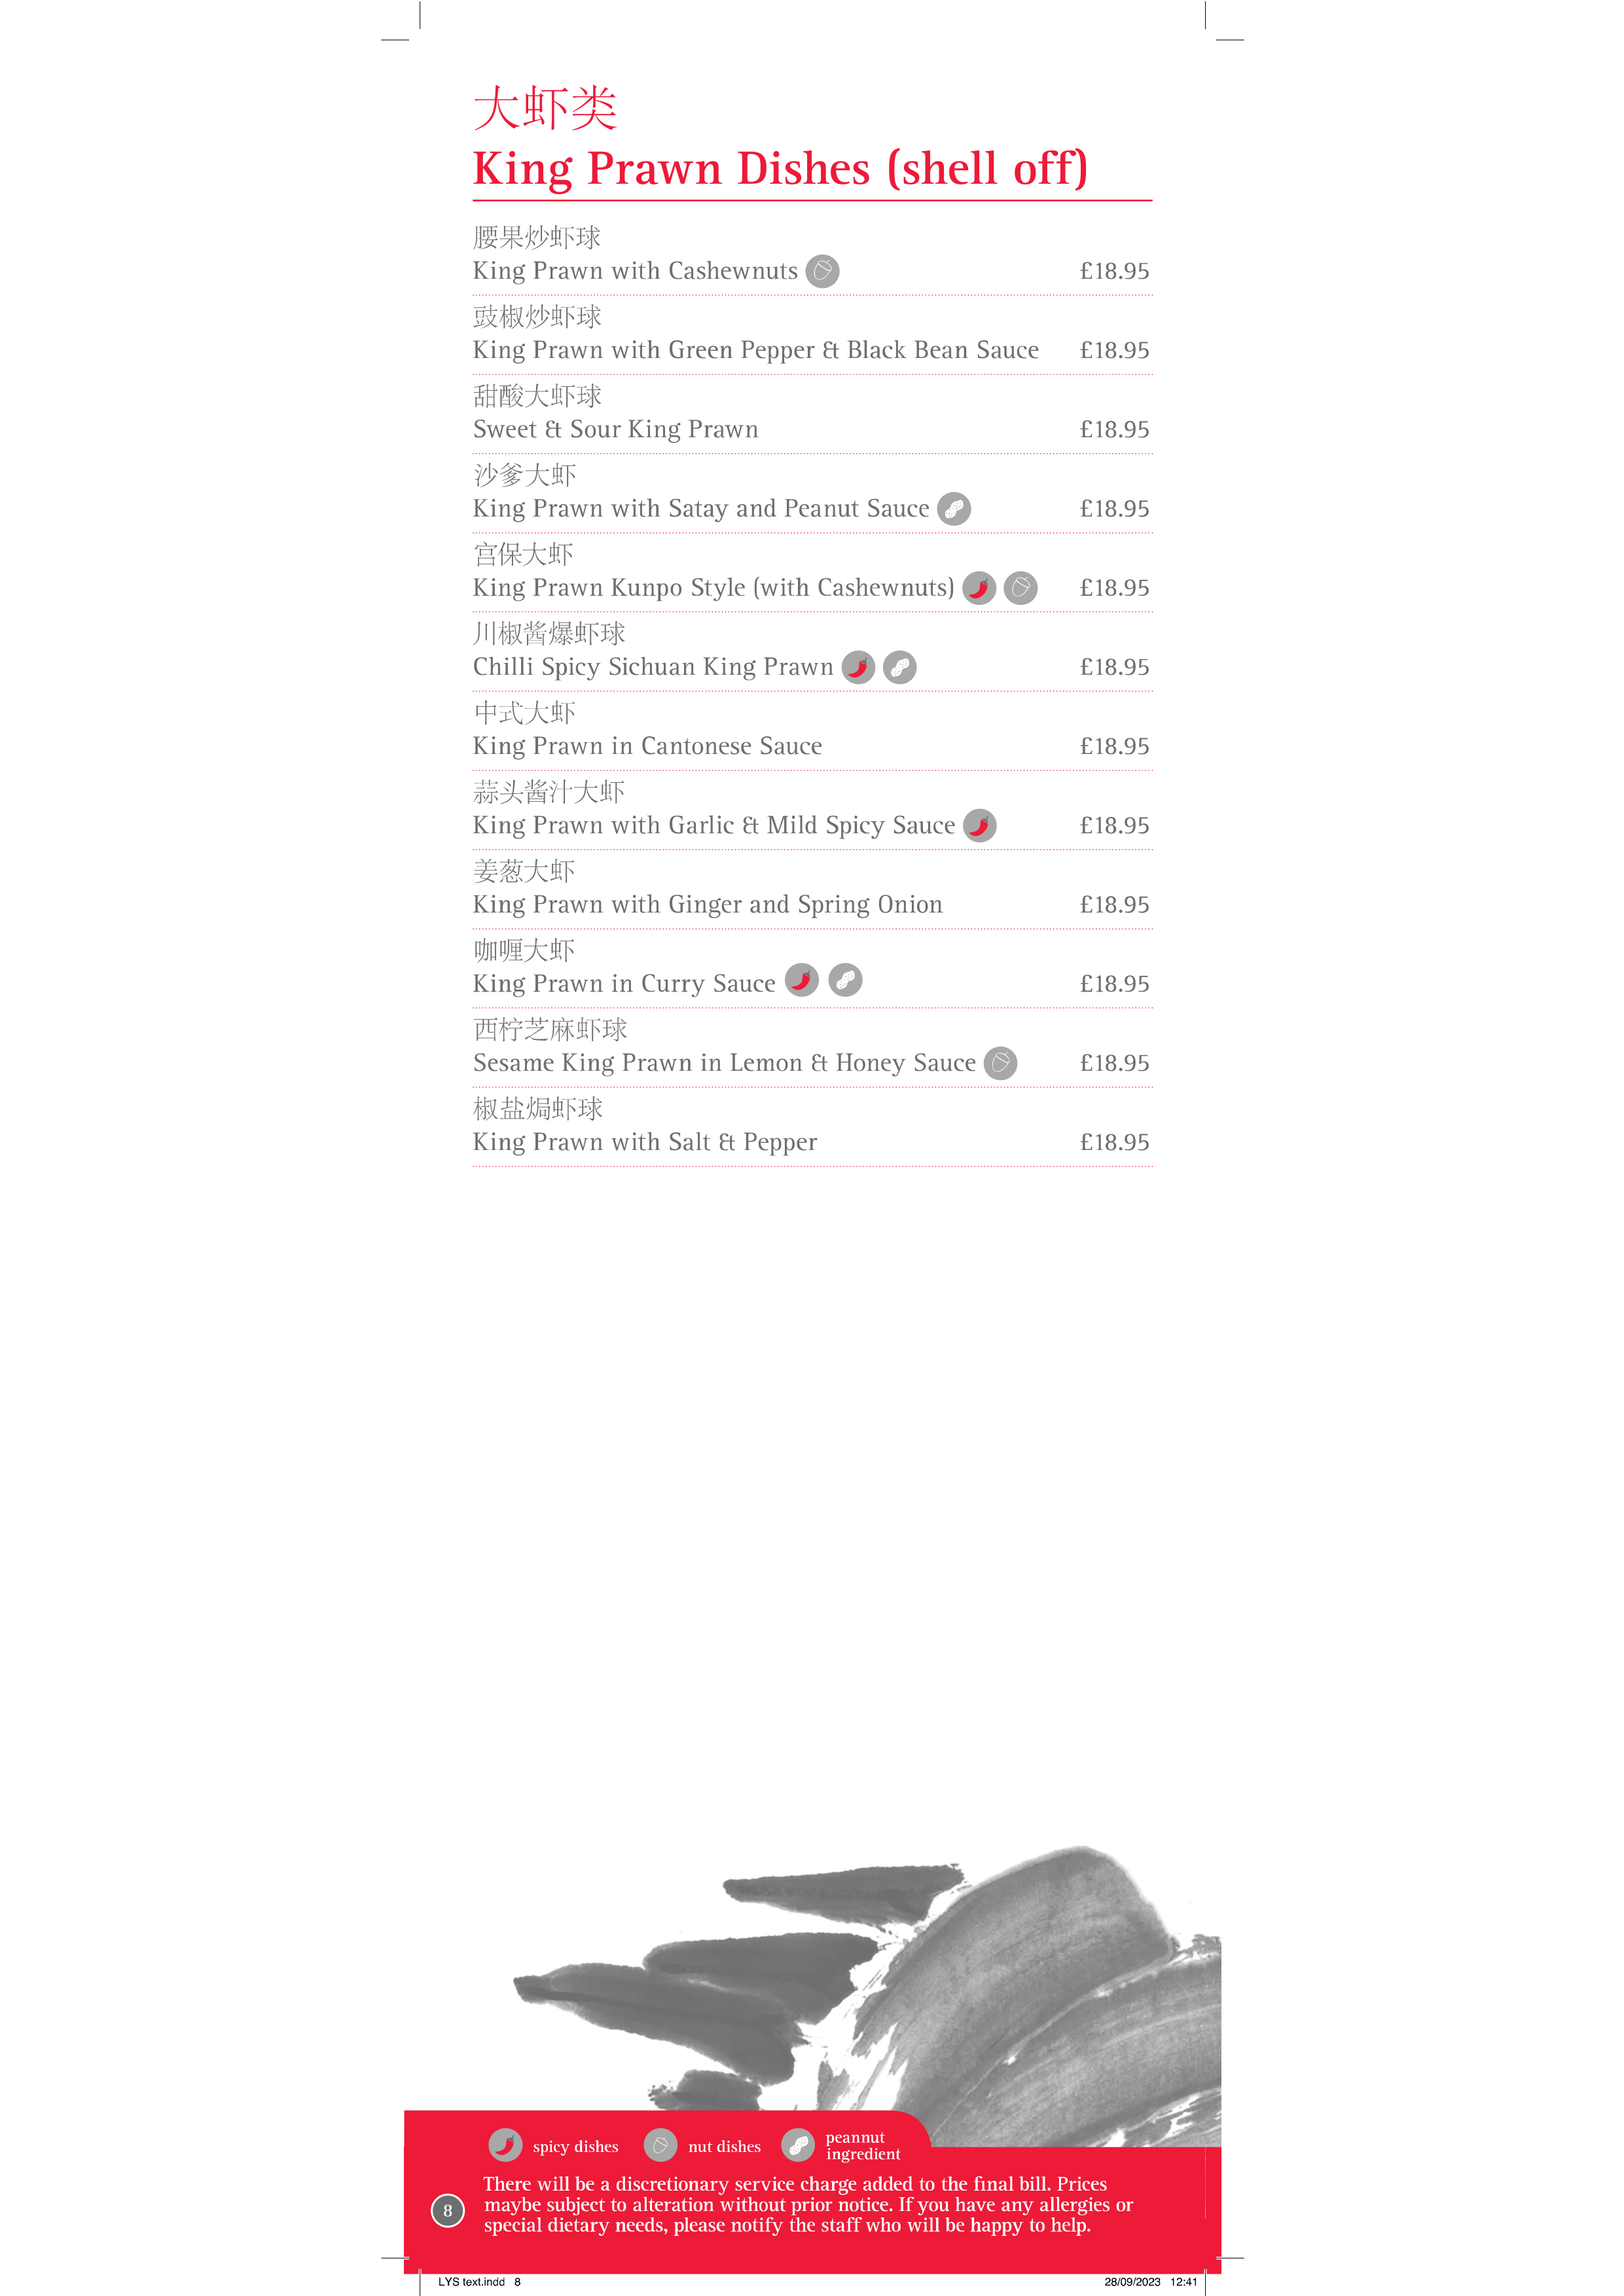 大虾类
King Prawn Dishes (shell off)
腰果炒虾球
King Prawn with Cashewnuts £18.95
豉椒炒虾球
King Prawn with Green Pepper & Black Bean Sauce £18.95
甜酸大虾球
Sweet & Sour King Prawn £18.95
沙爹大虾
King Prawn with Satay and Peanut Sauce £18.95
宫保大虾
King Prawn Kunpo Style (with Cashewnuts) £18.95
川椒酱爆虾球
Chilli Spicy Sichuan King Prawn £18.95
中式大虾
King Prawn in Cantonese Sauce £18.95
蒜头酱汁大虾
King Prawn with Garlic & Mild Spicy Sauce £18.95
姜葱大虾
King Prawn with Ginger and Spring Onion £18.95
咖喱大虾
King Prawn in Curry Sauce £18.95
西柠芝麻虾球
Sesame King Prawn in Lemon & Honey Sauce £18.95
椒盐焗虾球
King Prawn with Salt & Pepper £18.95
spicy dishes nut dishes peannut
ingredient
There will be a discretionary service charge added to the final bill. Prices
maybe subject to alteration without prior notice. If you have any allergies or
special dietary needs, please notify the staff who will be happy to help.
8
LYS text.indd 8 28/09/2023 12:41